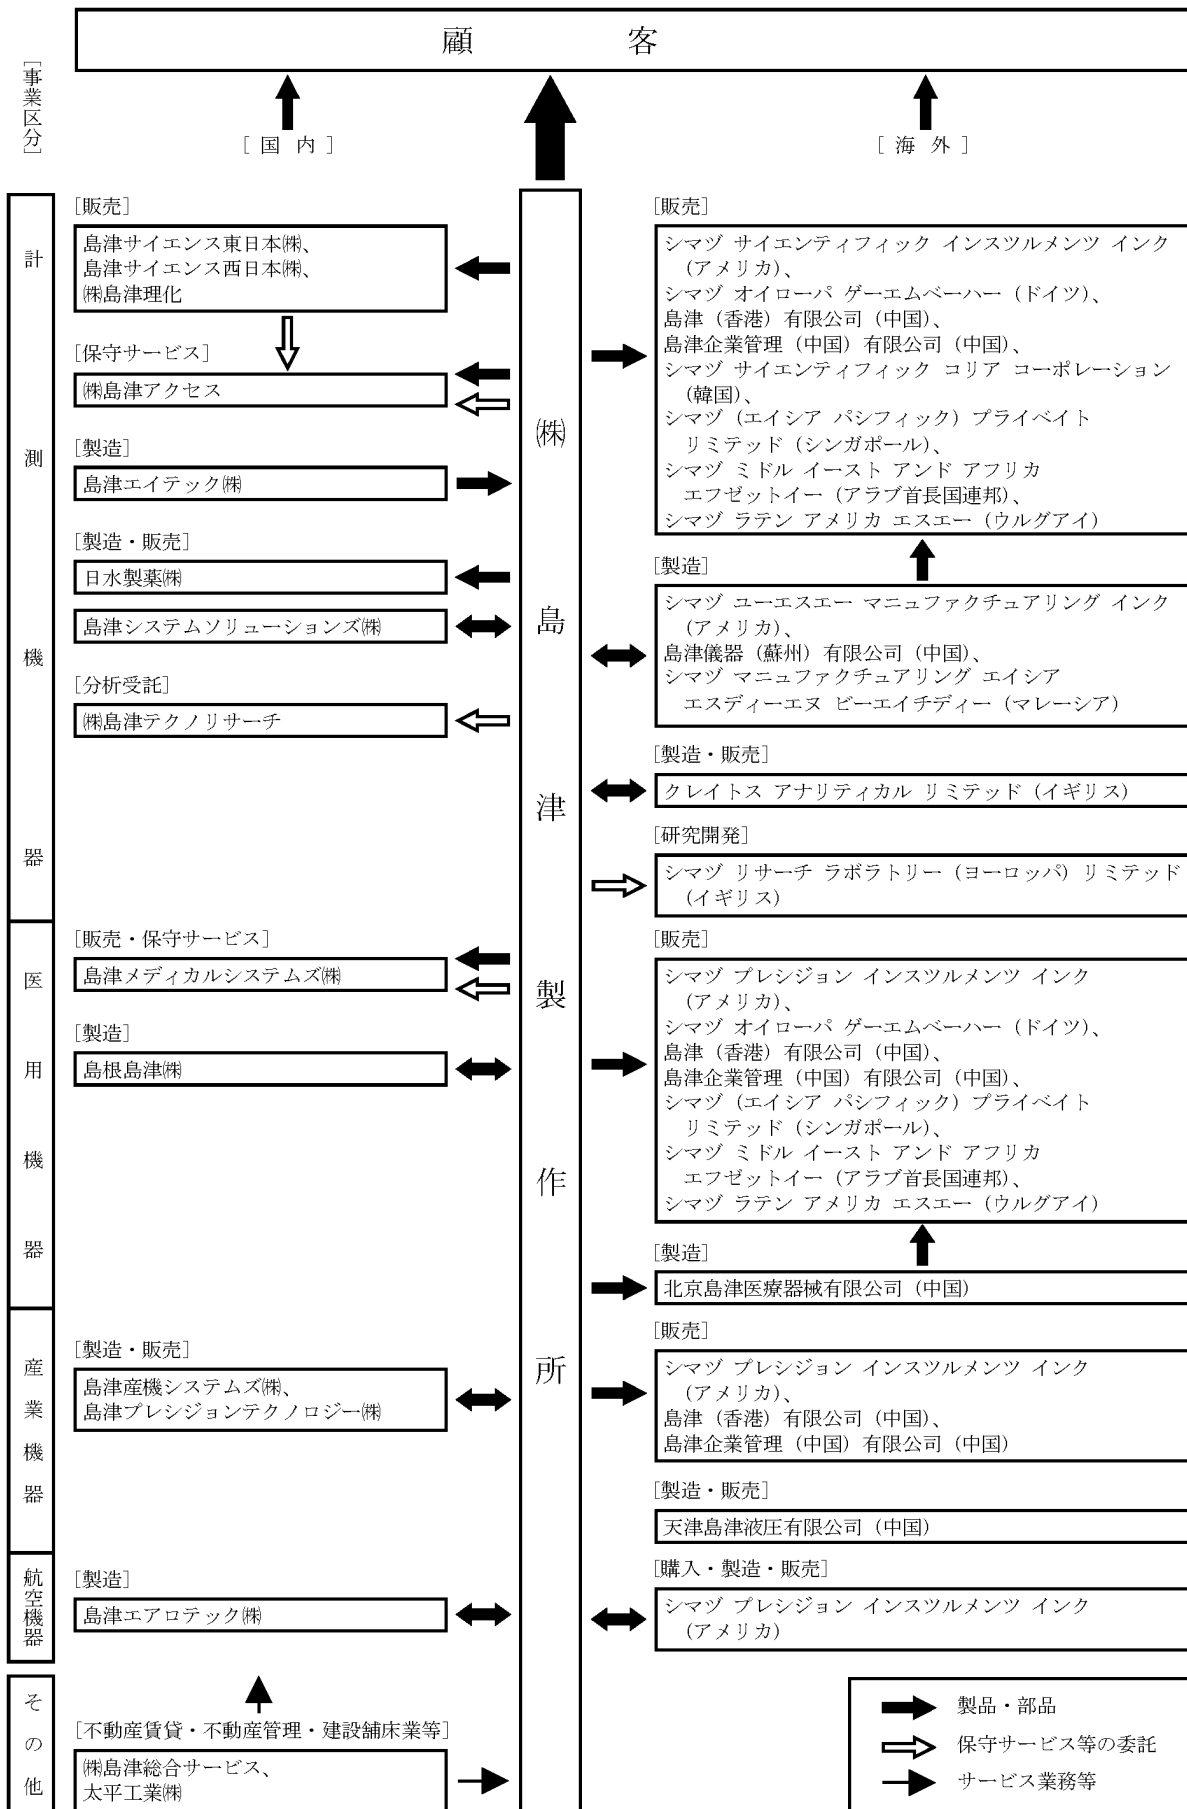 顧客
[事業区分]
[国内]
[海外]
計測機器
[販売]
島津サイエンス東日本㈱、
島津サイエンス西日本㈱、
㈱島津理化
[保守サービス]
㈱島津アクセス
[製造]
島津エイテック㈱
[製造・販売]
日水製薬㈱
島津システムソリューションズ㈱
[分析受託]
㈱島津テクノリサーチ
医用機器
[販売・保守サービス]
島津メディカルシステムズ㈱
[製造]
島根島津㈱
産業機器
[製造・販売]
島津産機システムズ㈱、
島津プレシジョンテクノロジー㈱
航空機器
[製造]
島津エアロテック㈱
その他
[不動産賃貸・不動産管理・建設舗床業等]
㈱島津総合サービス、
太平工業㈱
㈱島津製作所
[販売]
シマヅ サイエンティフィック インスツルメンツ インク
(アメリカ)、
シマヅ オイローパ ゲーエムベーハー (ドイツ)、
島津 (香港) 有限公司 (中国)、
島津企業管理 (中国) 有限公司 (中国)、
シマヅ サイエンティフィック コリア コーポレーション
(韓国)、
シマヅ (エイシア パシフィック) プライベイト
リミテッド (シンガポール)、
シマヅ ミドル イースト アンド アフリカ
エフゼットイー (アラブ首長国連邦)、
シマヅ ラテン アメリカ エスエー (ウルグアイ)
[製造]
シマヅ ユーエスエー マニュファクチュアリング インク
(アメリカ)、
島津儀器 (蘇州) 有限公司 (中国)、
シマヅ マニュファクチュアリング エイシア
エスディーエヌ ビーエイチディー (マレーシア)
[製造・販売]
クレイトス アナリティカル リミテッド (イギリス)
[研究開発]
シマヅ リサーチ ラボラトリー (ヨーロッパ) リミテッド
(イギリス)
[販売]
シマヅ プレシジョン インスツルメンツ インク
(アメリカ)、
シマヅ オイローパ ゲーエムベーハー (ドイツ)、
島津 (香港) 有限公司 (中国)、
島津企業管理 (中国) 有限公司 (中国)、
シマヅ (エイシア パシフィック) プライベイト
リミテッド (シンガポール)、
シマヅ ミドル イースト アンド アフリカ
エフゼットイー (アラブ首長国連邦)、
シマヅ ラテン アメリカ エスエー (ウルグアイ)
[製造]
北京島津医療器械有限公司 (中国)
[販売]
シマヅ プレシジョン インスツルメンツ インク
(アメリカ)、
島津 (香港) 有限公司 (中国)、
島津企業管理 (中国) 有限公司 (中国)
[製造・販売]
天津島津液圧有限公司 (中国)
[購入・製造・販売]
シマヅ プレシジョン インスツルメンツ インク
(アメリカ)
製品・部品
保守サービス等の委託
サービス業務等